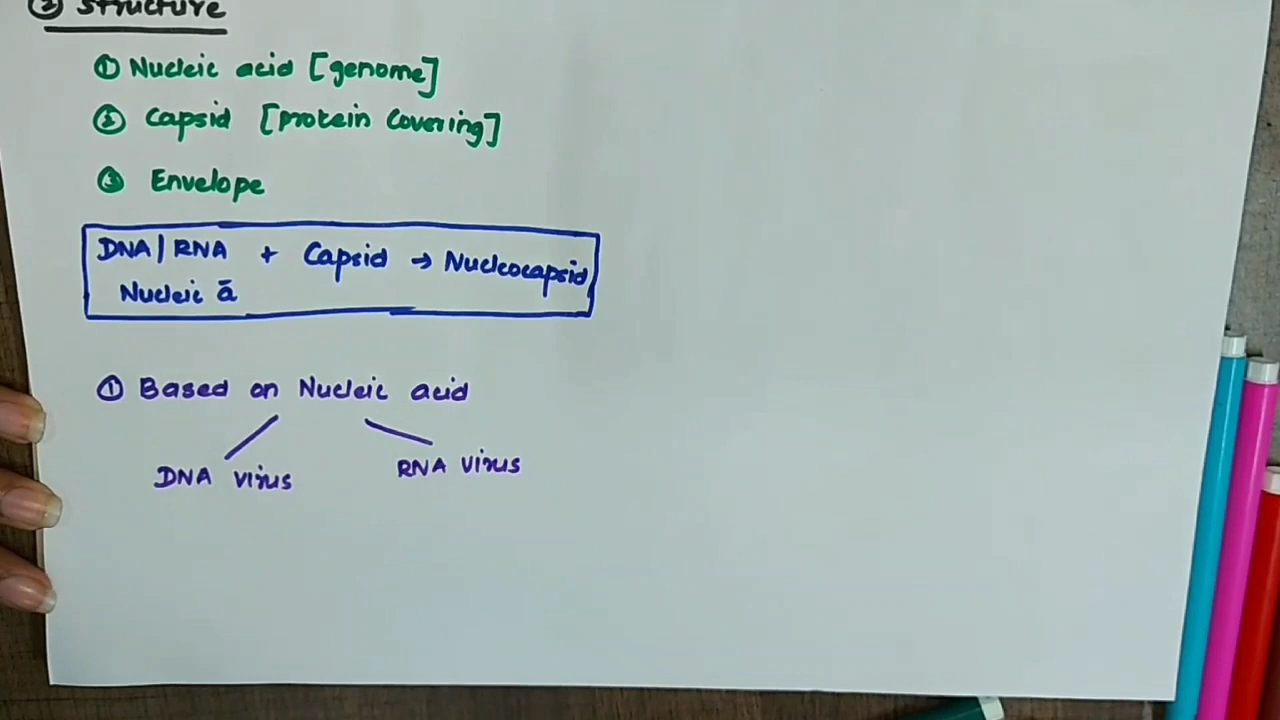 ② Structure
① Nucleic acid [genome]
② Capsid [protein Covering]
③ Envelope
DNA/RNA + Capsid → Nucleocapsid
Nucleic ā
① Based on Nucleic acid
DNA virus RNA virus